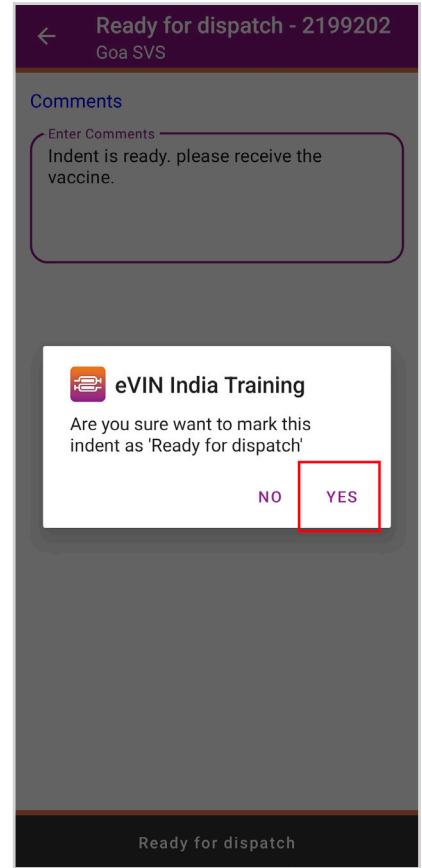 Ready for dispatch - 2199202
Goa SVS
Comments
Enter Comments
Indent is ready. please receive the
vaccine.
eVIN India Training
Are you sure want to mark this
indent as 'Ready for dispatch'
NO YES
Ready for dispatch